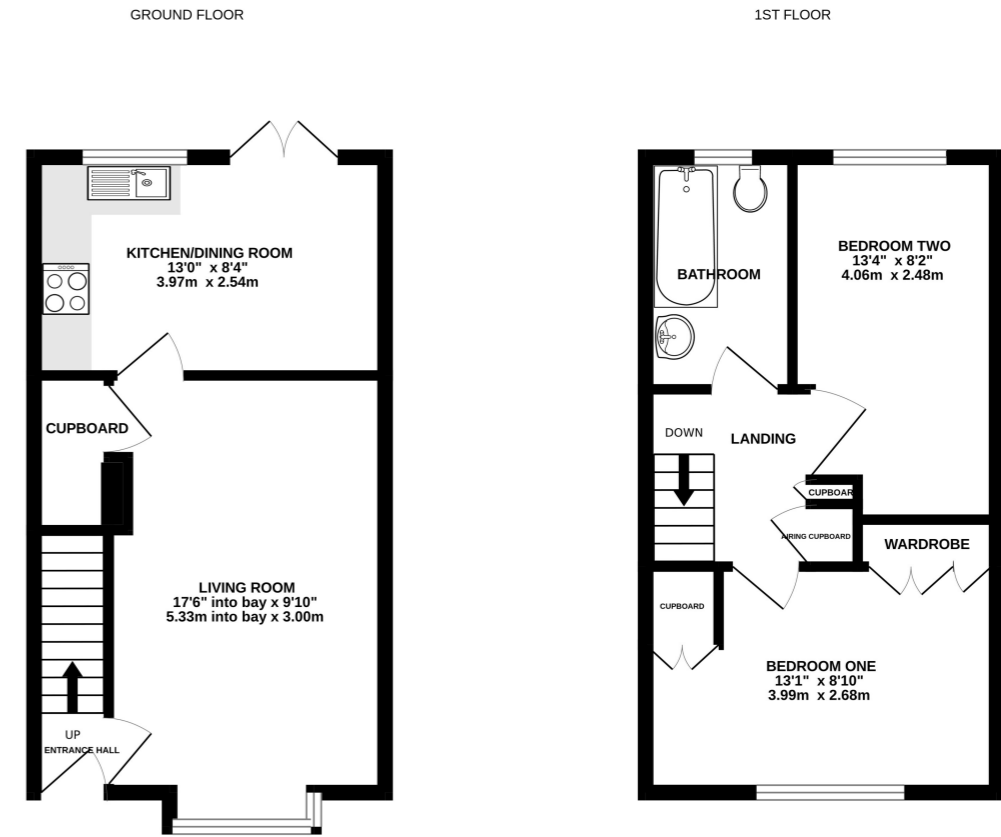 GROUND FLOOR
KITCHEN/DINING ROOM
13'0" x 8'4"
3.97m x 2.54m
CUPBOARD
LIVING ROOM
17'6" into bay x 9'10"
5.33m into bay x 3.00m
UP
ENTRANCE HALL
1ST FLOOR
BATHROOM
BEDROOM TWO
13'4" x 8'2"
4.06m x 2.48m
DOWN
LANDING
CUPBOAR
AIRING CUPBOARD
WARDROBE
CUPBOARD
BEDROOM ONE
13'1" x 8'10"
3.99m x 2.68m